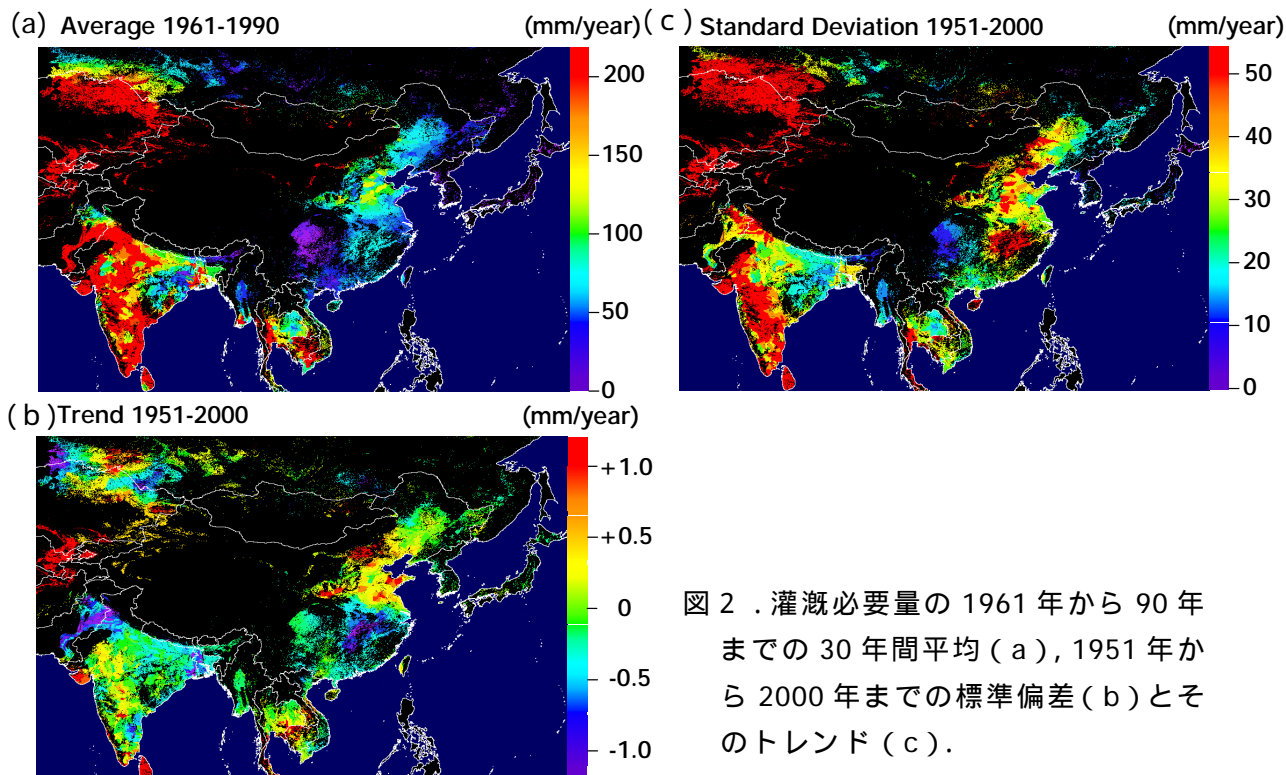 (a) Average 1961-1990 (mm/year)
200
150
100
50
0
(c) Standard Deviation 1951-2000 (mm/year)
50
40
30
20
10
0
(b) Trend 1951-2000 (mm/year)
+1.0
+0.5
0
-0.5
-1.0
図2.灌漑必要量の1961年から90年
までの30年間平均(a),1951年か
ら2000年までの標準偏差(b)とそ
のトレンド(c).